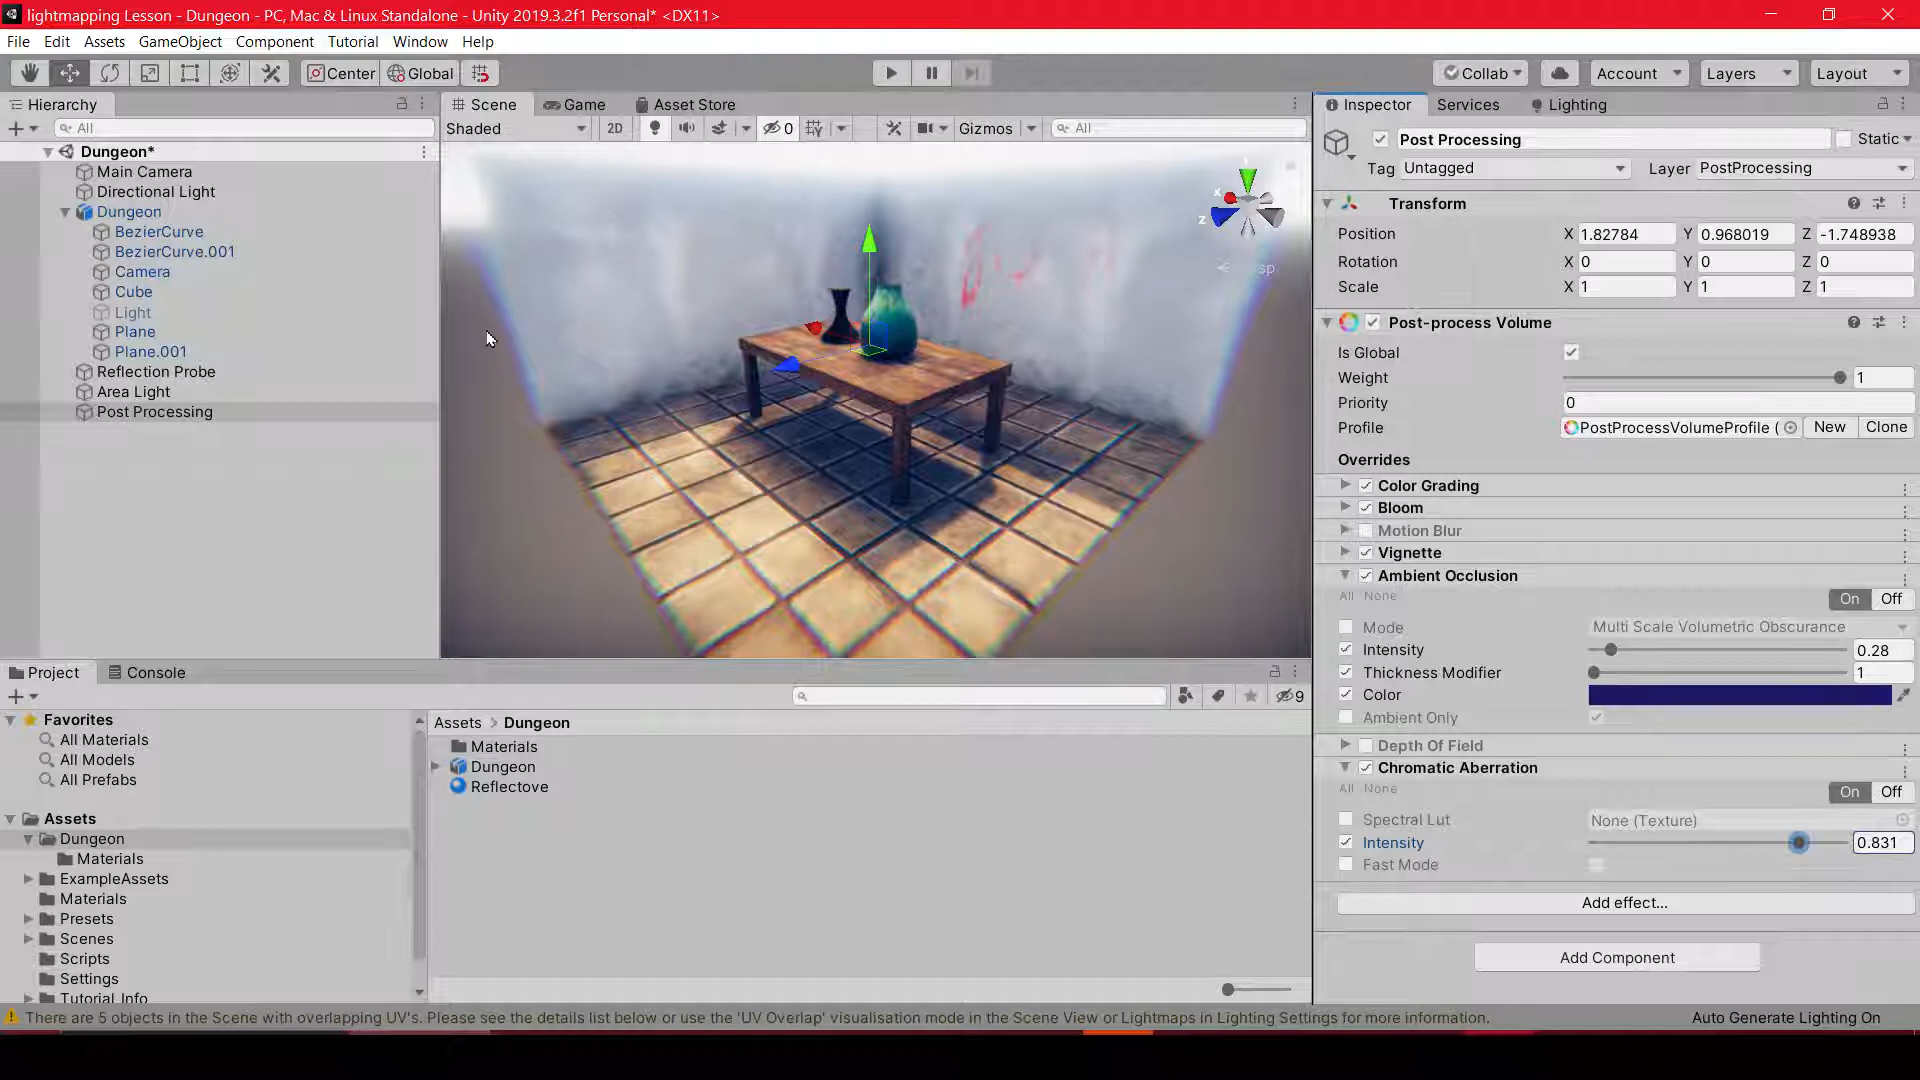 lightmapping Lesson - Dungeon - PC, Mac & Linux Standalone - Unity 2019.3.2f1 Personal* <DX11>
File Edit Assets GameObject Component Tutorial Window Help
Center Global Collab Account Layers Layout
Hierarchy
All
Dungeon*
Main Camera
Directional Light
Dungeon
BezierCurve
BezierCurve.001
Camera
Cube
Light
Plane
Plane.001
Reflection Probe
Area Light
Post Processing
Scene Game Asset Store
Shaded 2D 0 Gizmos All
y
x
z
Inspector Services Lighting
Post Processing Static
Tag Untagged Layer PostProcessing
Transform
Position X 1.82784 Y 0.968019 Z -1.748938
Rotation X 0 Y 0 Z 0
Scale X 1 Y 1 Z 1
Post-process Volume
Is Global
Weight 1
Priority 0
Profile PostProcessVolumeProfile ( New Clone
Overrides
Color Grading
Bloom
Motion Blur
Vignette
Ambient Occlusion
All None On Off
Mode Multi Scale Volumetric Obscurance
Intensity 0.28
Thickness Modifier 1
Color
Ambient Only
Depth Of Field
Chromatic Aberration
All None On Off
Spectral Lut None (Texture)
Intensity 0.831
Fast Mode
Add effect...
Add Component
Project Console
9
Favorites
All Materials
All Models
All Prefabs
Assets
Dungeon
Materials
ExampleAssets
Materials
Presets
Scenes
Scripts
Settings
Tutorial Info
Assets > Dungeon
Materials
Dungeon
Reflectove
There are 5 objects in the Scene with overlapping UV's. Please see the details list below or use the 'UV Overlap' visualisation mode in the Scene View or Lightmaps in Lighting Settings for more information.
Auto Generate Lighting On